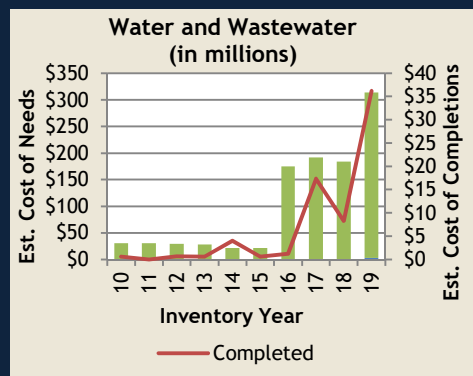 Water and Wastewater
(in millions)
Est. Cost of Needs
$350
$300
$250
$200
$150
$100
$50
$0
$40
$35
$30
$25
$20
$15
$10
$5
$0
Est. Cost of Completions
10 11 12 13 14 15 16 17 18 19
Inventory Year
Completed